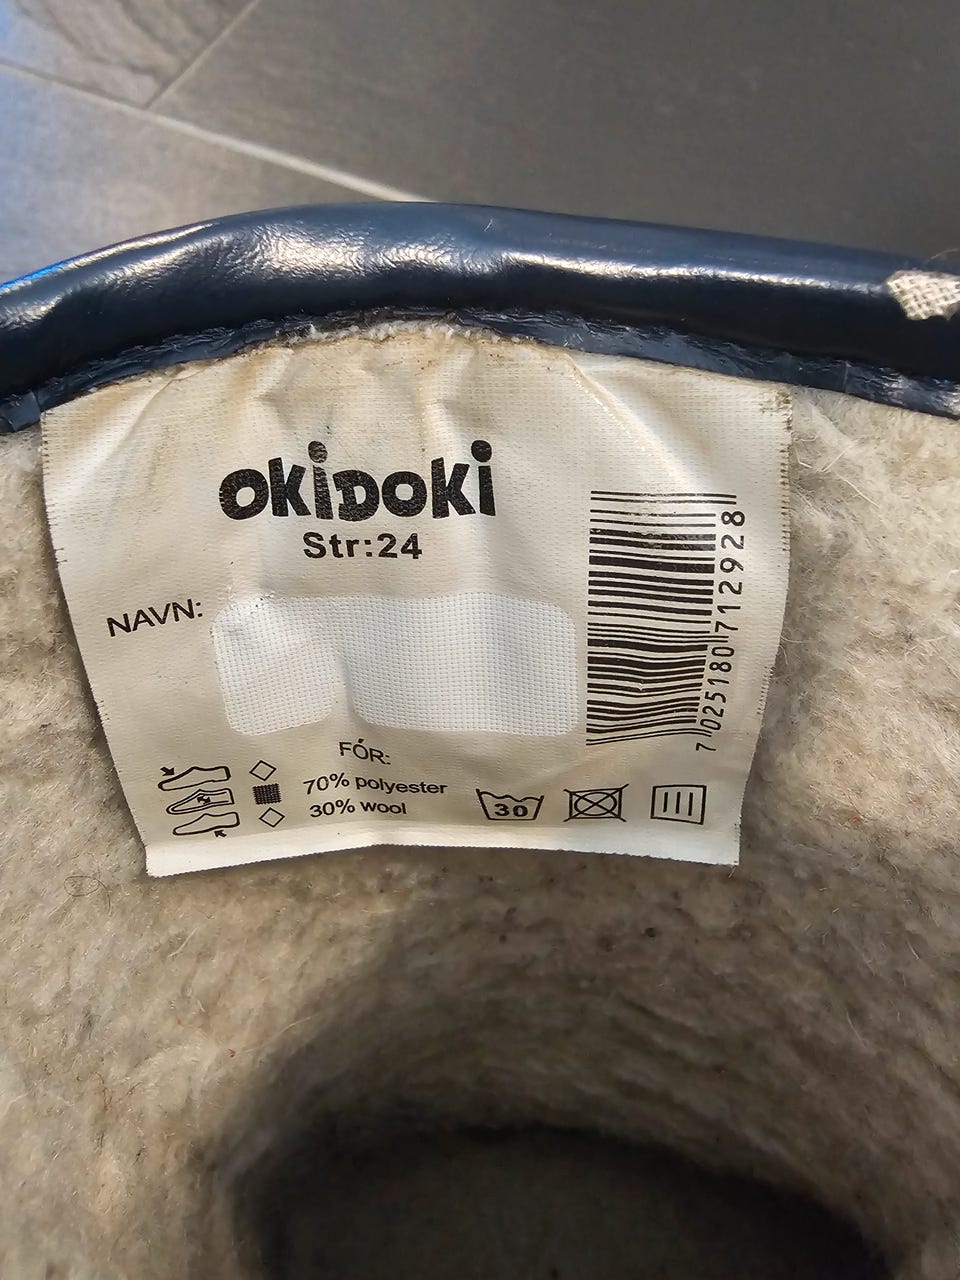 OKiDOKi
Str:24
NAVN:
FÓR:
70% polyester
30% wool
30
7 025180 712928